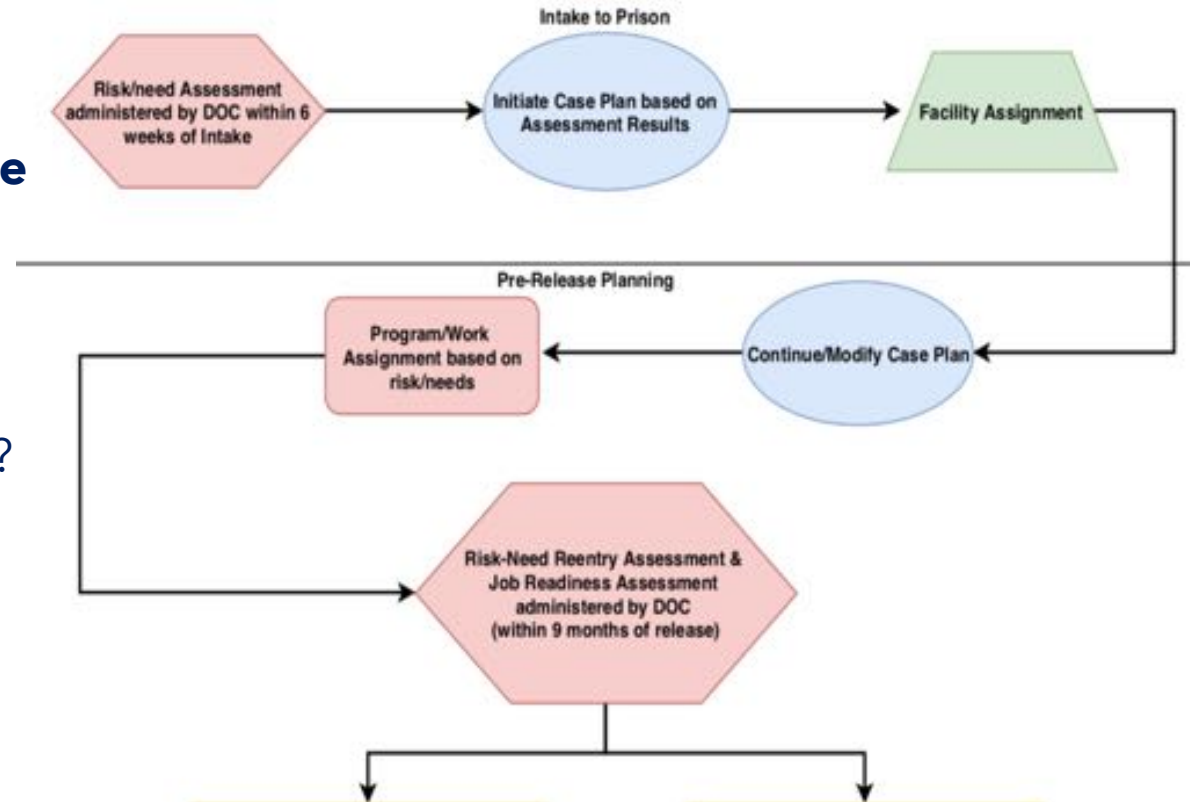 Intake to Prison
Risk/need Assessment
administered by DOC within 6
weeks of Intake
Initiate Case Plan based on
Assessment Results
Facility Assignment
e
Pre-Release Planning
Program/Work
Assignment based on
risk/needs
Continue/Modify Case Plan
?
Risk-Need Reentry Assessment &
Job Readiness Assessment
administered by DOC
(within 9 months of release)